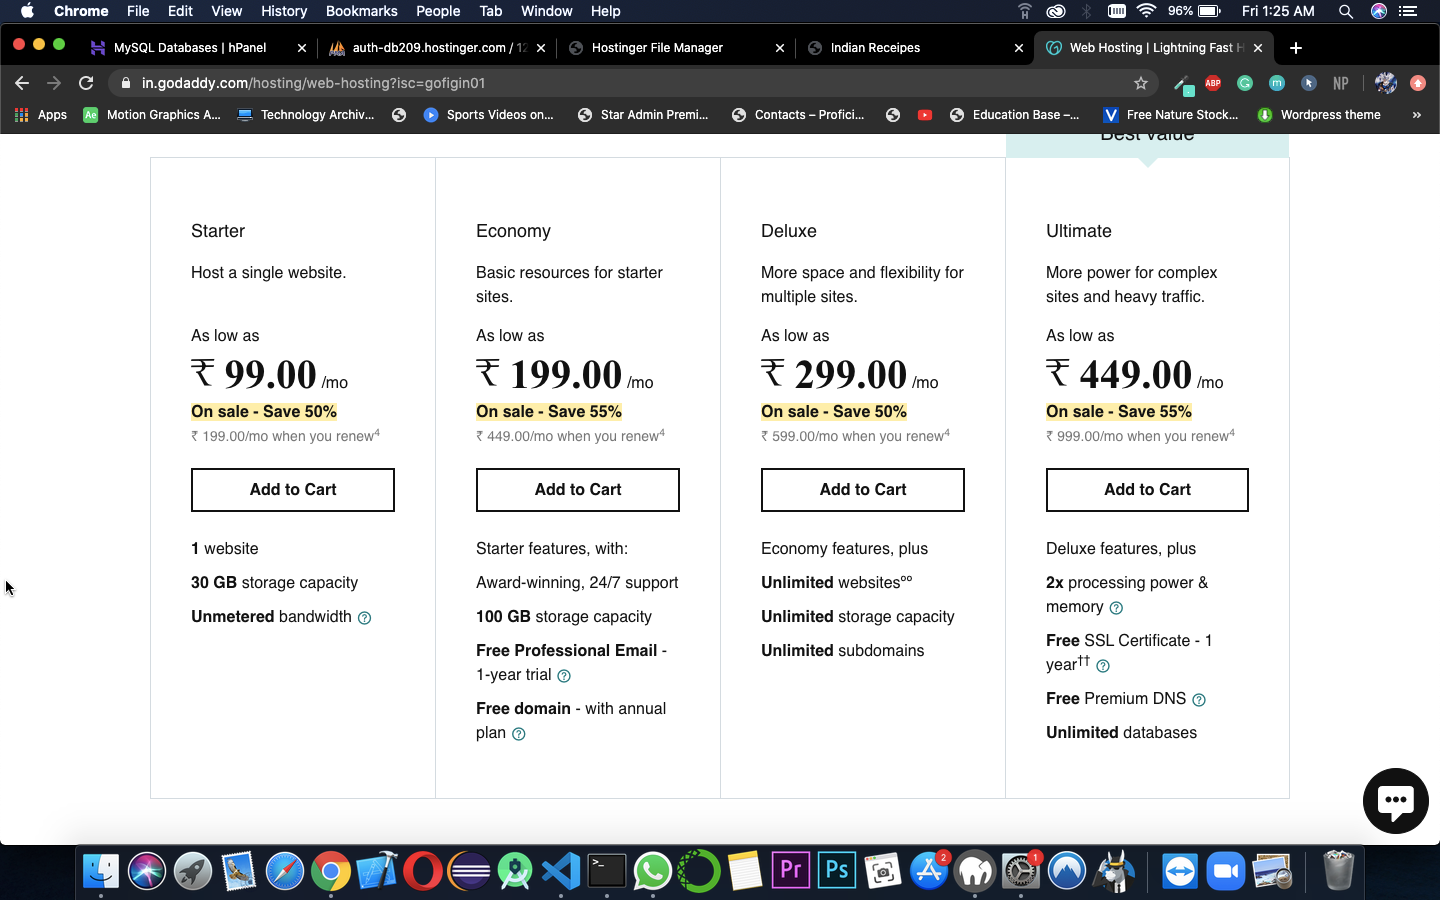 Chrome File Edit View History Bookmarks People Tab Window Help 96% Fri 1:25 AM
MySQL Databases | hPanel auth-db209.hostinger.com / 12 Hostinger File Manager Indian Receipes Web Hosting | Lightning Fast H
in.godaddy.com/hosting/web-hosting?isc=gofigin01 ABP G m NP
Apps Ae Motion Graphics A... Technology Archiv... Sports Videos on... Star Admin Premi... Contacts – Profici... Education Base –... V Free Nature Stock... Wordpress theme »
Best Value
Starter
Host a single website.
As low as
₹ 99.00 /mo
On sale - Save 50%
₹ 199.00/mo when you renew4
Add to Cart
1 website
30 GB storage capacity
Unmetered bandwidth ?
Economy
Basic resources for starter
sites.
As low as
₹ 199.00 /mo
On sale - Save 55%
₹ 449.00/mo when you renew4
Add to Cart
Starter features, with:
Award-winning, 24/7 support
100 GB storage capacity
Free Professional Email -
1-year trial ?
Free domain - with annual
plan ?
Deluxe
More space and flexibility for
multiple sites.
As low as
₹ 299.00 /mo
On sale - Save 50%
₹ 599.00/mo when you renew4
Add to Cart
Economy features, plus
Unlimited websites∞
Unlimited storage capacity
Unlimited subdomains
Ultimate
More power for complex
sites and heavy traffic.
As low as
₹ 449.00 /mo
On sale - Save 55%
₹ 999.00/mo when you renew4
Add to Cart
Deluxe features, plus
2x processing power &
memory ?
Free SSL Certificate - 1
year†† ?
Free Premium DNS ?
Unlimited databases
>_ Pr Ps 2 1